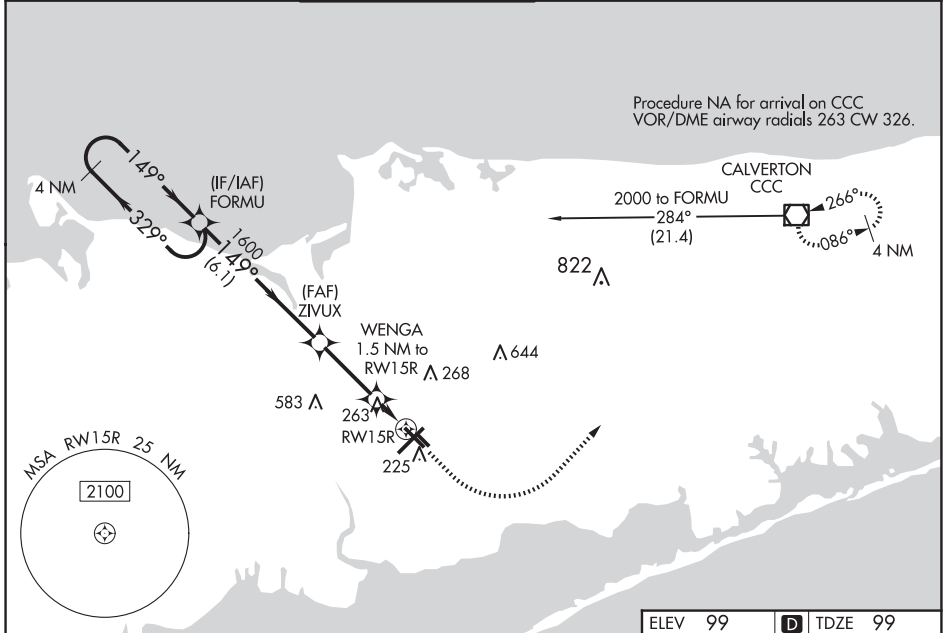 Procedure NA for arrival on CCC
VOR/DME airway radials 263 CW 326.
CALVERTON
CCC
2000 to FORMU
284°
(21.4)
266°
086°
4 NM
149°
4 NM
329°
(IF/IAF)
FORMU
1600
149°
(6.1)
822
(FAF)
ZIVUX
WENGA
1.5 NM to
RW15R
268
644
583
263
RW15R
225
MSA RW15R 25 NM
2100
ELEV 99 D TDZE 99